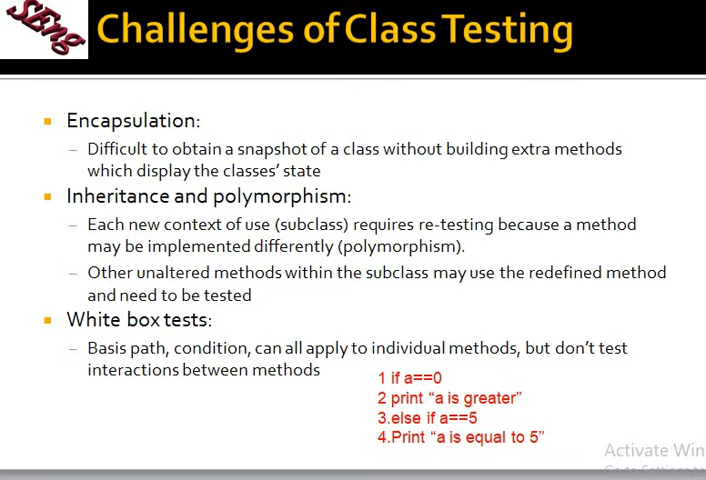 SEng
Challenges of Class Testing
Encapsulation:
– Difficult to obtain a snapshot of a class without building extra methods
which display the classes' state
Inheritance and polymorphism:
– Each new context of use (subclass) requires re-testing because a method
may be implemented differently (polymorphism).
– Other unaltered methods within the subclass may use the redefined method
and need to be tested
White box tests:
– Basis path, condition, can all apply to individual methods, but don't test
interactions between methods
1 if a==0
2 print "a is greater"
3.else if a==5
4.Print "a is equal to 5"
Activate Win